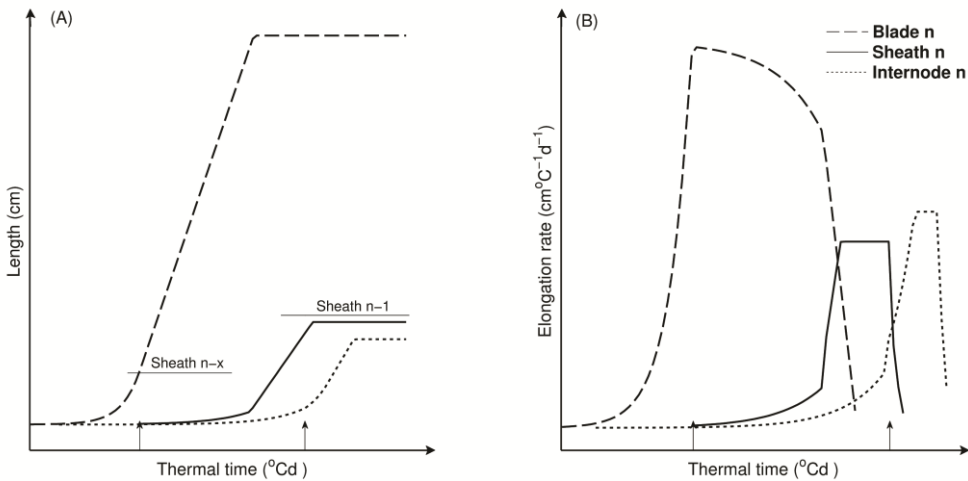 (A)
Length (cm)
Sheath n−1
Sheath n−x
Thermal time (°Cd )
(B)
Blade n
Sheath n
Internode n
Elongation rate (cm°C⁻¹d⁻¹)
Thermal time (°Cd )